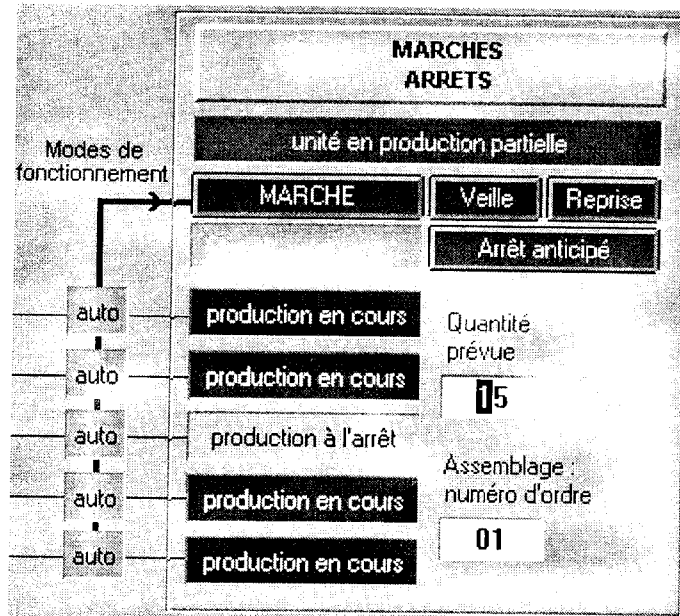 MARCHES
ARRETS
unité en production partielle
Modes de
fonctionnement
MARCHE
Veille
Reprise
Arrêt anticipé
auto
production en cours
Quantité
prévue
auto
production en cours
15
auto
production à l'arrêt
Assemblage :
numéro d'ordre
auto
production en cours
01
auto
production en cours